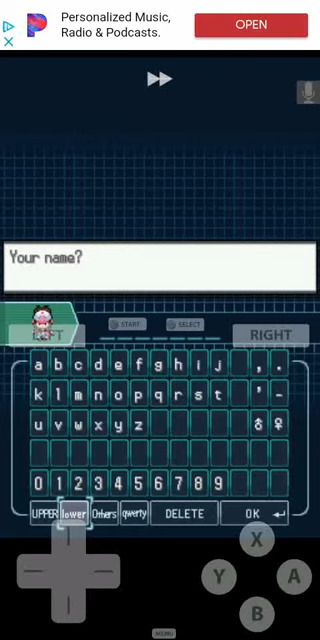 Personalized Music,
Radio & Podcasts.
OPEN
Your name?
START
SELECT
LEFT
RIGHT
a b c d e f g h i j , .
k l m n o p q r s t ' -
u v w x y z ♂ ♀
0 1 2 3 4 5 6 7 8 9
UPPER lower Others qwerty DELETE OK
X
Y
A
B
MENU